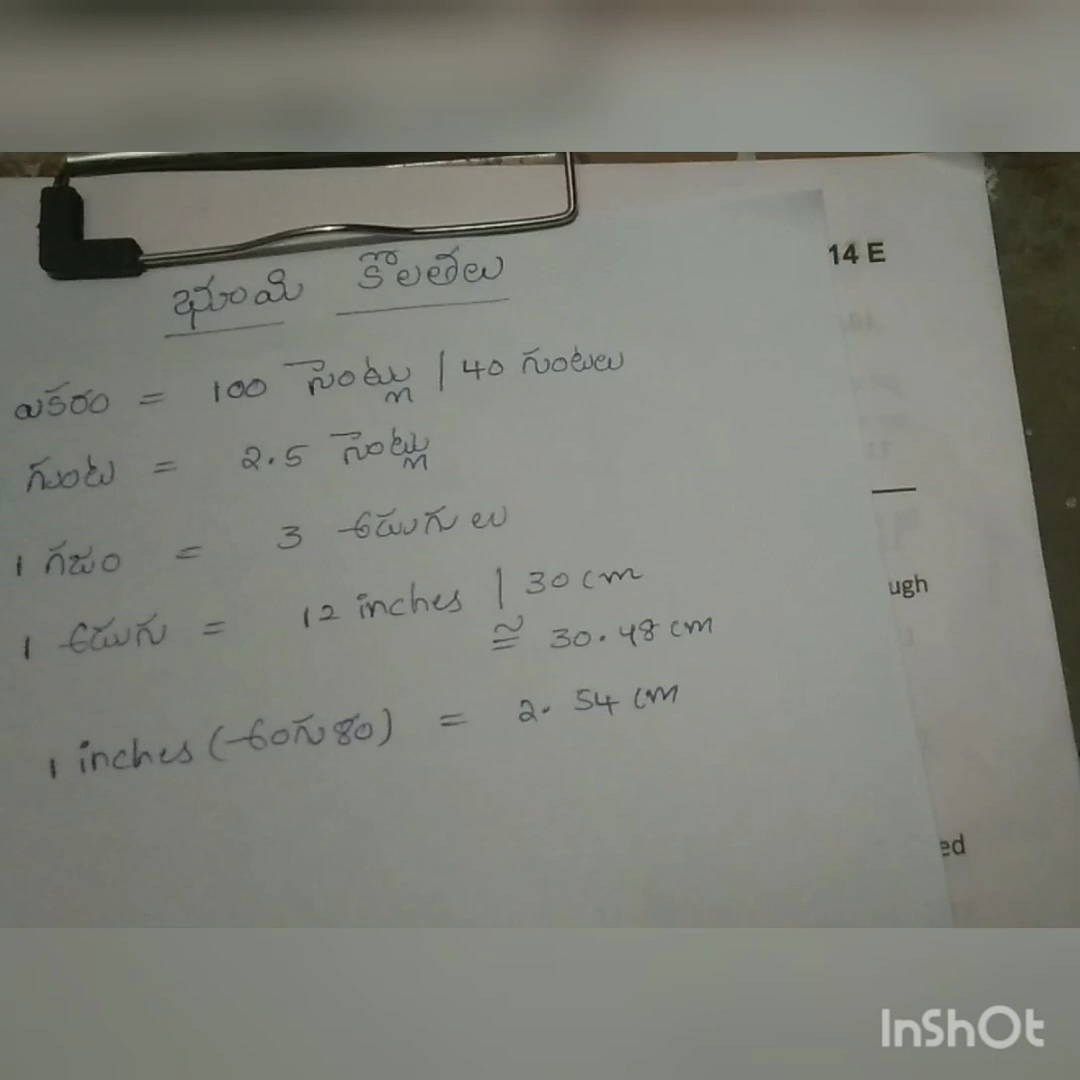 భూమి కొలతలు
ఎకరం = 100 సెంట్లు | 40 గుంటలు
గుంట = 2.5 సెంట్లు
1 గజం = 3 అడుగులు
1 అడుగు = 12 inches | 30 cm
≅ 30.48 cm
1 inches (అంగుళం) = 2.54 cm
14 E
ugh
ed
InShOt